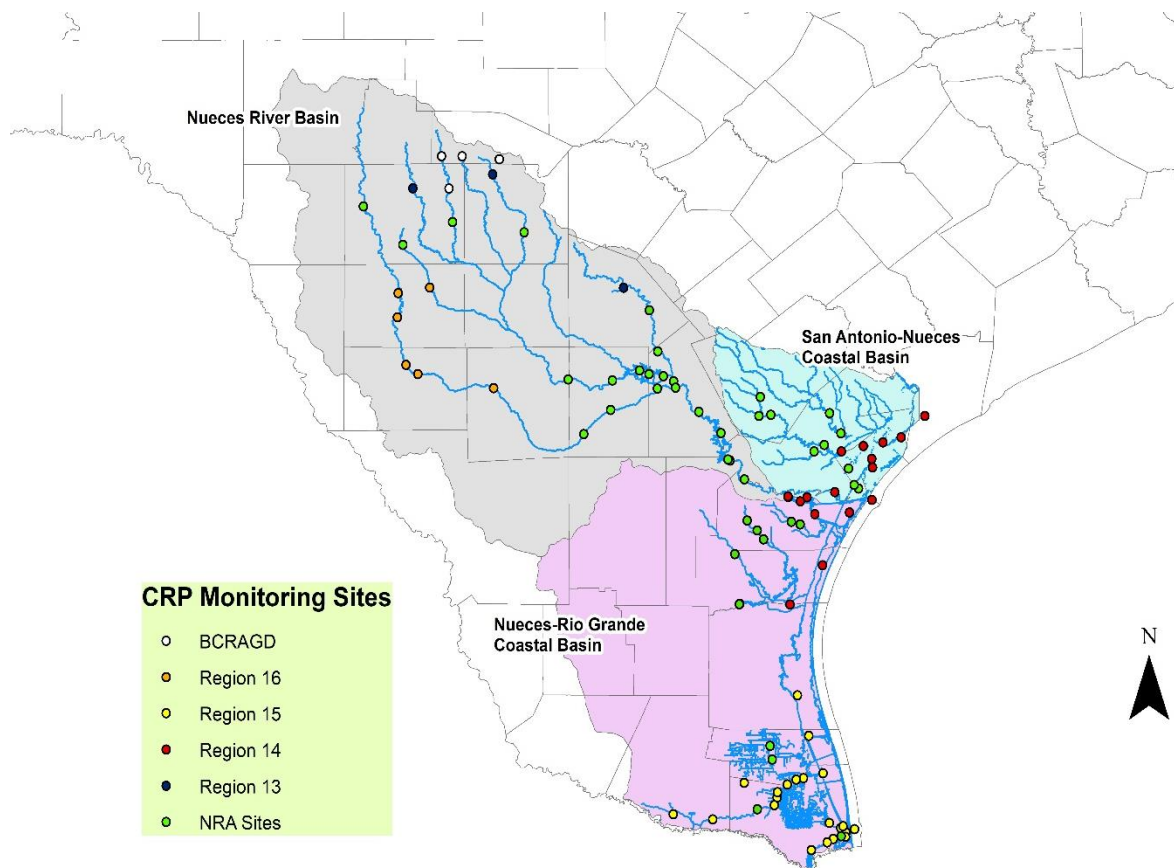 Nueces River Basin
San Antonio-Nueces
Coastal Basin
CRP Monitoring Sites
BCRAGD
Region 16
Region 15
Region 14
Region 13
NRA Sites
Nueces-Rio Grande
Coastal Basin
N